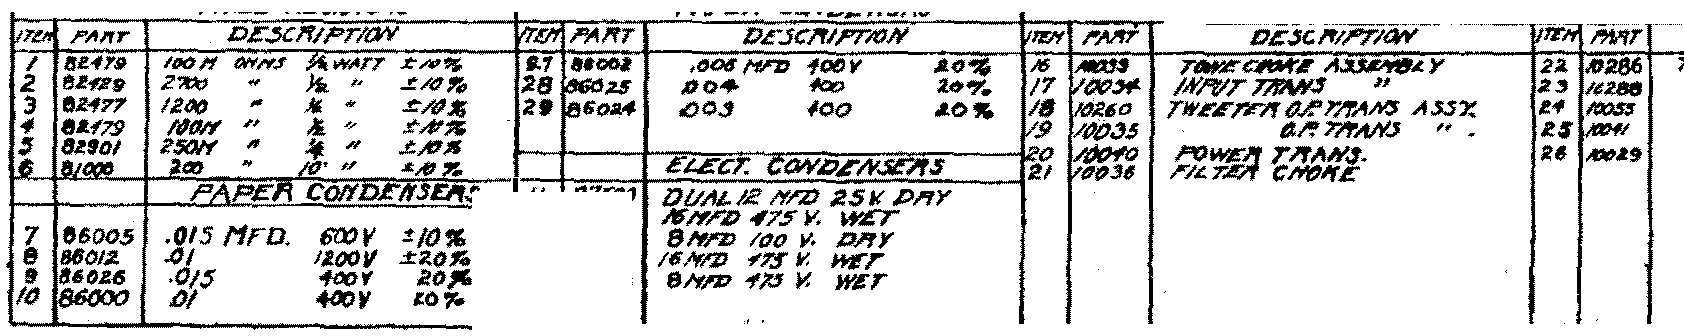 ITEM PART DESCRIPTION
1 82479 100 M OHMS 1/2 WATT ±10%
2 82429 2700 " 1/2 " ±10%
3 82477 1200 " 1/2 " ±10%
4 82479 100M " 1/2 " ±10%
5 82901 250M " 1/2 " ±10%
6 81000 200 " 10 " ±10%
PAPER CONDENSERS
7 86005 .015 MFD. 600V ±10%
8 86012 .01 1200V ±20%
9 86026 .015 400V 20%
10 86000 .01 400V 20%
PAPER CONDENSERS
ITEM PART DESCRIPTION
27 86002 .006 MFD 400V 20%
28 86025 .004 400 20%
29 86024 .003 400 20%
ELECT. CONDENSERS
DUAL 12 MFD 25V. DRY
16 MFD 475 V. WET
8 MFD 100 V. DRY
16 MFD 475 V. WET
8 MFD 475 V. WET
ITEM PART DESCRIPTION
16 TONE CHOKE ASSEMBLY
17 10034 INPUT TRANS "
18 10260 TWEETER O.P. TRANS ASSY.
19 10035 O.P. TRANS " .
20 10040 POWER TRANS.
21 10036 FILTER CHOKE
ITEM PART
22 10286
23 10288
24 10033
25 10041
26 10029